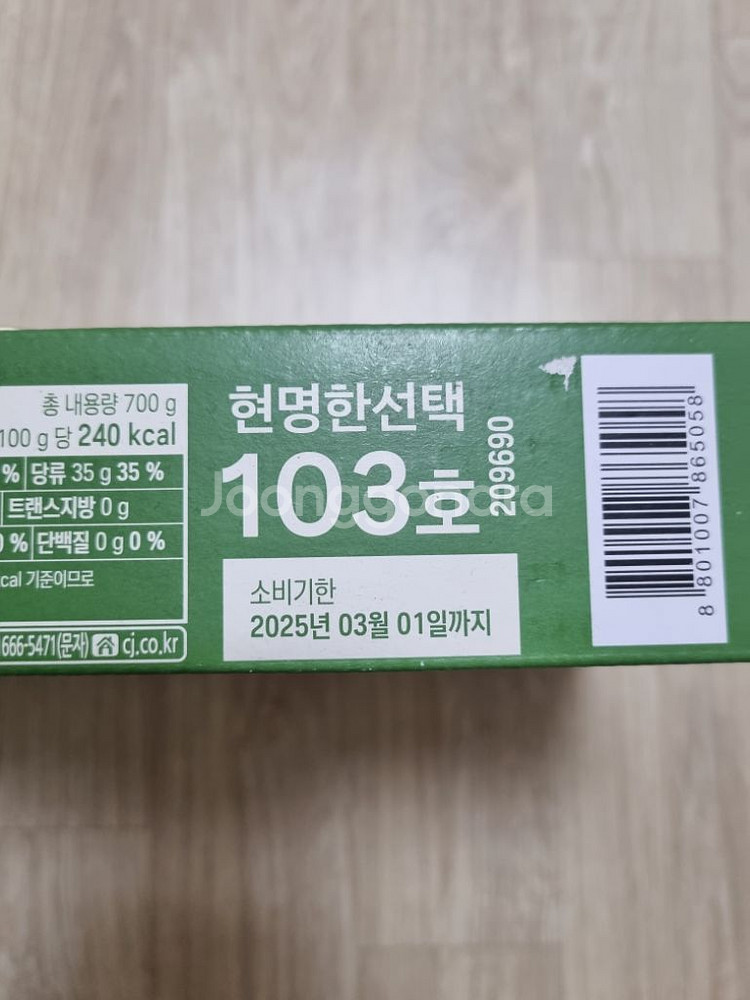 총 내용량 700 g
100 g 당 240 kcal
% 당류 35 g 35 %
트랜스지방 0 g
0 % 단백질 0 g 0 %
cal 기준이므로
666-5471(문자) cj.co.kr
현명한선택
103호
209690
소비기한
2025년 03월 01일까지
8 801007 865058
Joonggonara